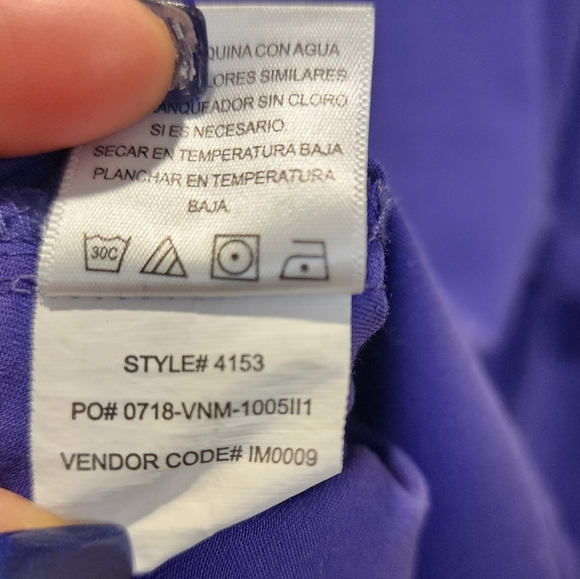 QUINA CON AGUA
LORES SIMILARES
ANQUEADOR SIN CLORO
SI ES NECESARIO.
SECAR EN TEMPERATURA BAJA
PLANCHAR EN TEMPERATURA
BAJA.
30C
STYLE# 4153
PO# 0718-VNM-1005II1
VENDOR CODE# IM0009